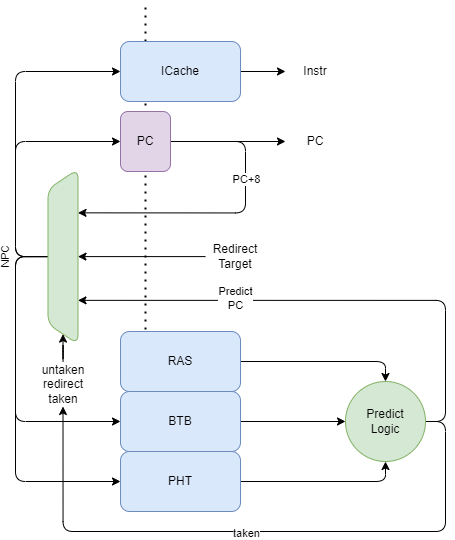 ICache
Instr
PC
PC
PC+8
NPC
Redirect
Target
Predict
PC
untaken
redirect
taken
RAS
BTB
PHT
Predict
Logic
taken